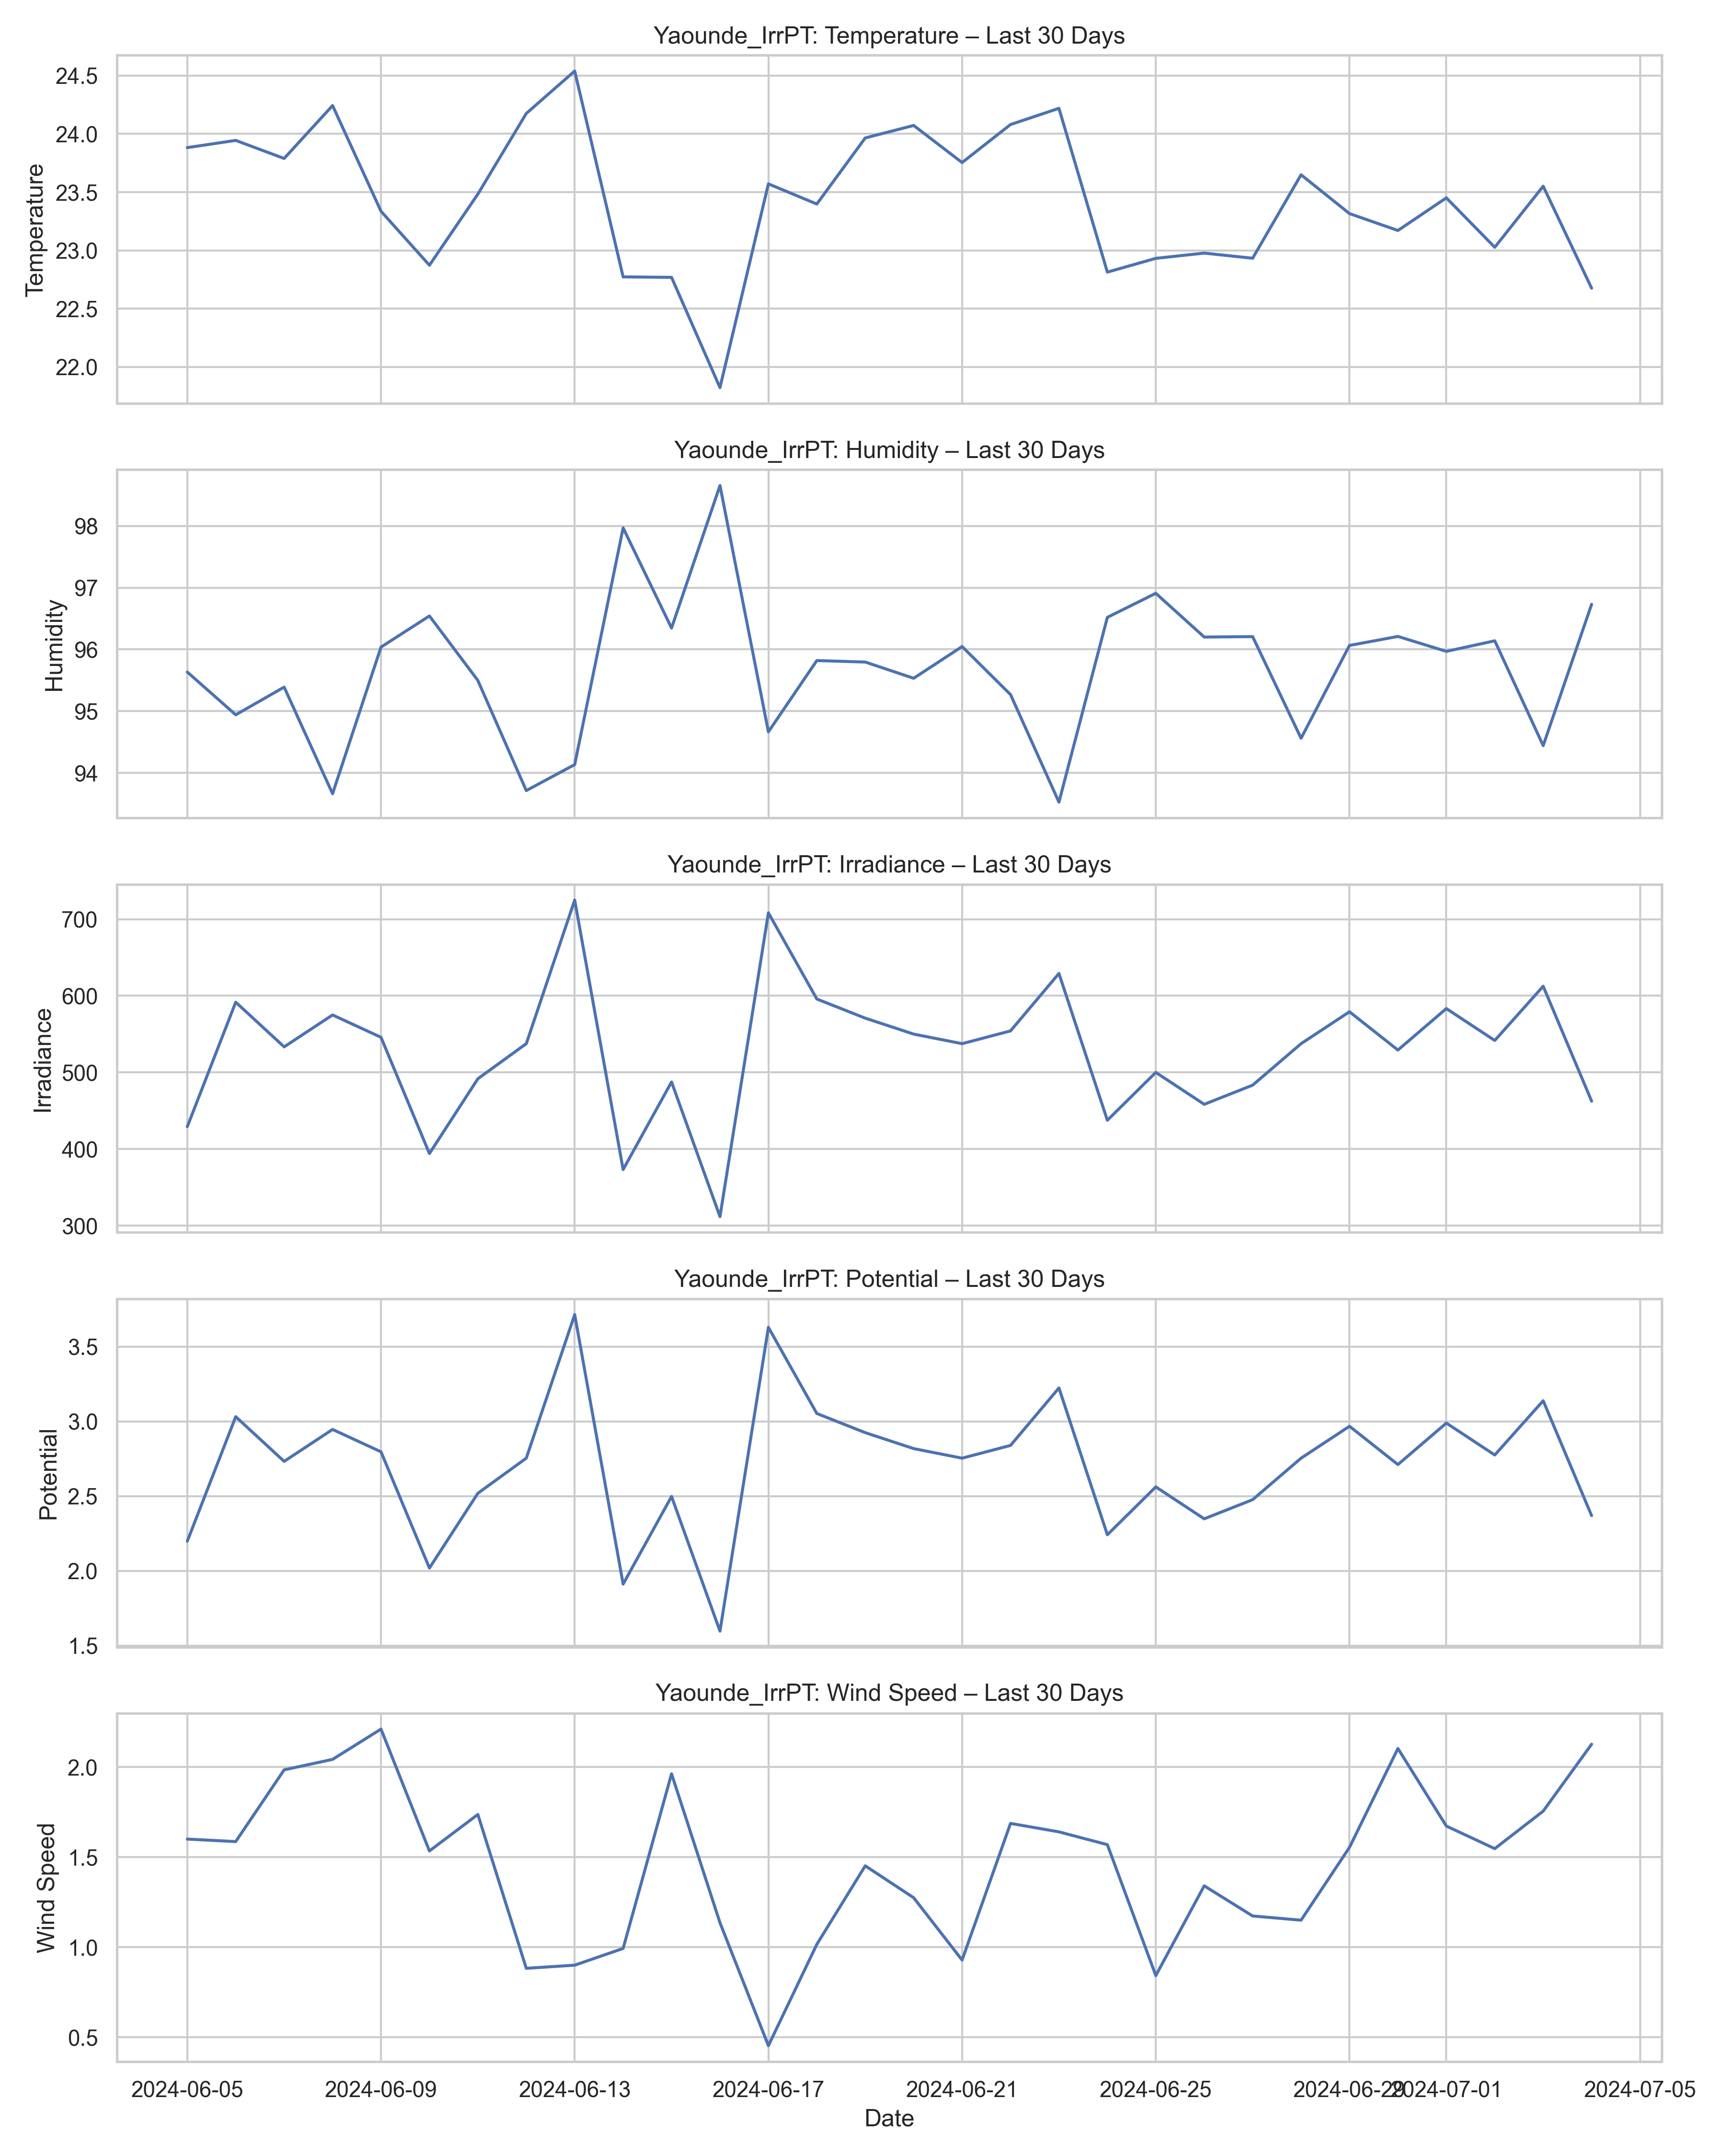 Yaounde_IrrPT: Temperature – Last 30 Days
24.5
24.0
23.5
23.0
22.5
22.0
Temperature
Yaounde_IrrPT: Humidity – Last 30 Days
98
97
96
95
94
Humidity
Yaounde_IrrPT: Irradiance – Last 30 Days
700
600
500
400
300
Irradiance
Yaounde_IrrPT: Potential – Last 30 Days
3.5
3.0
2.5
2.0
1.5
Potential
Yaounde_IrrPT: Wind Speed – Last 30 Days
2.0
1.5
1.0
0.5
Wind Speed
2024-06-05 2024-06-09 2024-06-13 2024-06-17 2024-06-21 2024-06-25 2024-06-29 2024-07-01 2024-07-05
Date